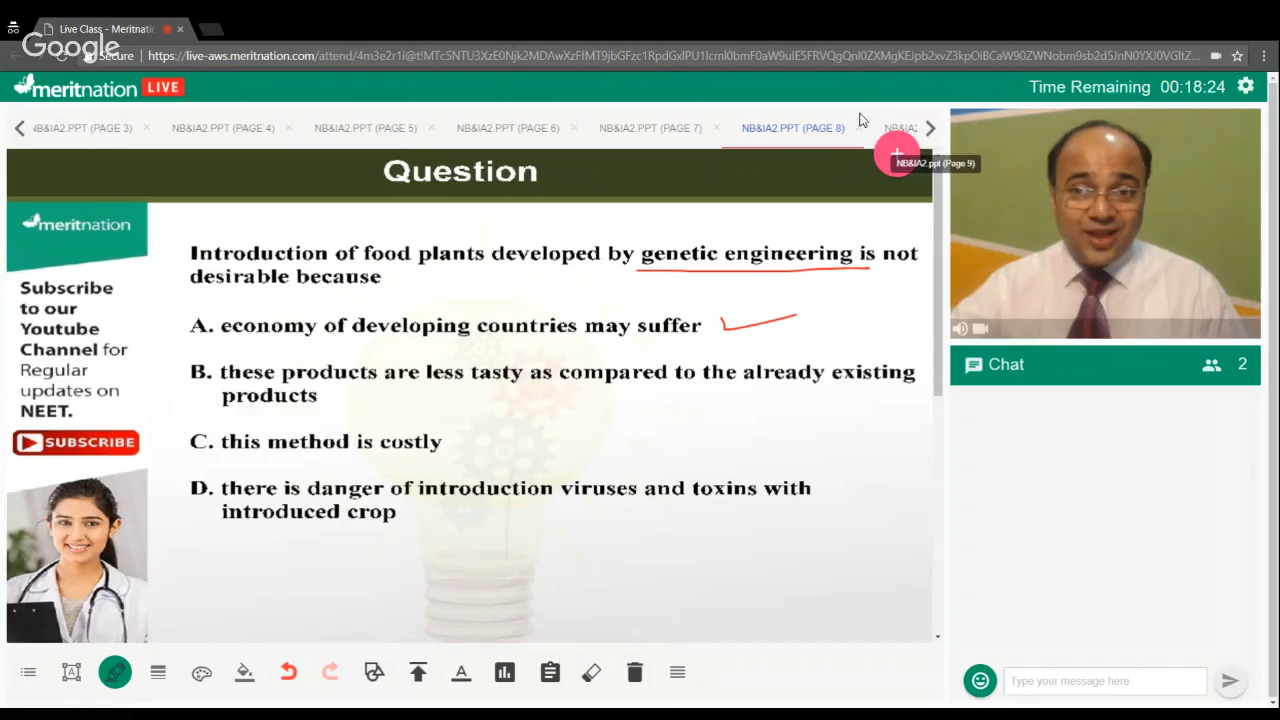 Live Class - Meritnatic
Google
Secure
https://live-aws.meritnation.com/attend/
meritnation LIVE
Time Remaining 00:18:24
NB&IA2.PPT (PAGE 3)
NB&IA2.PPT (PAGE 4)
NB&IA2.PPT (PAGE 5)
NB&IA2.PPT (PAGE 6)
NB&IA2.PPT (PAGE 7)
NB&IA2.PPT (PAGE 8)
NB&IA2
NB&IA2.ppt (Page 9)
Question
meritnation
Subscribe
to our
Youtube
Channel for
Regular
updates on
NEET.
SUBSCRIBE
Introduction of food plants developed by genetic engineering is not
desirable because
A. economy of developing countries may suffer
B. these products are less tasty as compared to the already existing
products
C. this method is costly
D. there is danger of introduction viruses and toxins with
introduced crop
Chat 2
Type your message here